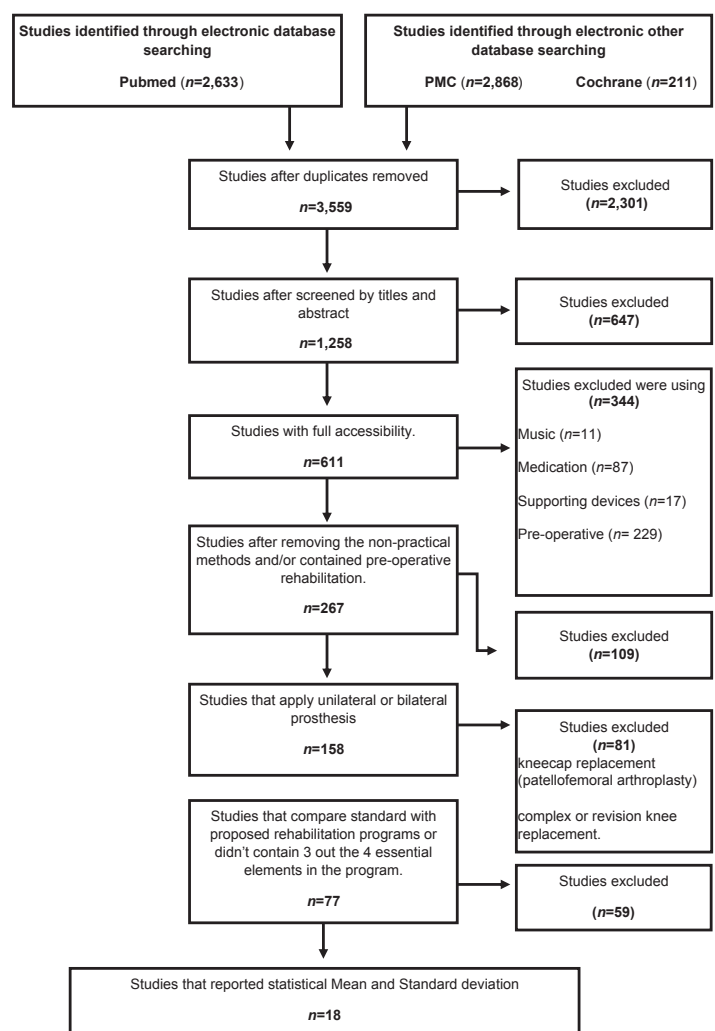 Studies identified through electronic database
searching
Pubmed (n=2,633)
Studies identified through electronic other
database searching
PMC (n=2,868) Cochrane (n=211)
Studies after duplicates removed
n=3,559
Studies excluded
(n=2,301)
Studies after screened by titles and
abstract
n=1,258
Studies excluded
(n=647)
Studies with full accessibility.
n=611
Studies excluded were using
(n=344)
Music (n=11)
Medication (n=87)
Supporting devices (n=17)
Pre-operative (n= 229)
Studies after removing the non-practical
methods and/or contained pre-operative
rehabilitation.
n=267
Studies excluded
(n=109)
Studies that apply unilateral or bilateral
prosthesis
n=158
Studies excluded
(n=81)
kneecap replacement
(patellofemoral arthroplasty)
complex or revision knee
replacement.
Studies that compare standard with
proposed rehabilitation programs or
didn't contain 3 out the 4 essential
elements in the program.
n=77
Studies excluded
(n=59)
Studies that reported statistical Mean and Standard deviation
n=18